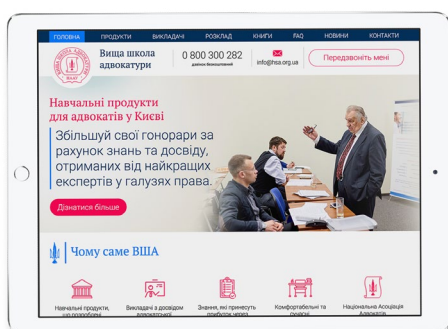 ГОЛОВНА ПРОДУКТИ ВИКЛАДАЧІ РОЗКЛАД КНИГИ FAQ НОВИНИ КОНТАКТИ
Вища школа
адвокатури
0 800 300 282
дзвінок безкоштовний
info@hsa.org.ua
Передзвоніть мені
Навчальні продукти
для адвокатів у Києві
Збільшуй свої гонорари за
рахунок знань та досвіду,
отриманих від найкращих
експертів у галузях права.
Дізнатися більше
Чому саме ВША
Навчальні продукти,
Викладачі з досвідом
Знання, які принесуть
Комфортабельні та
Національна Асоціація